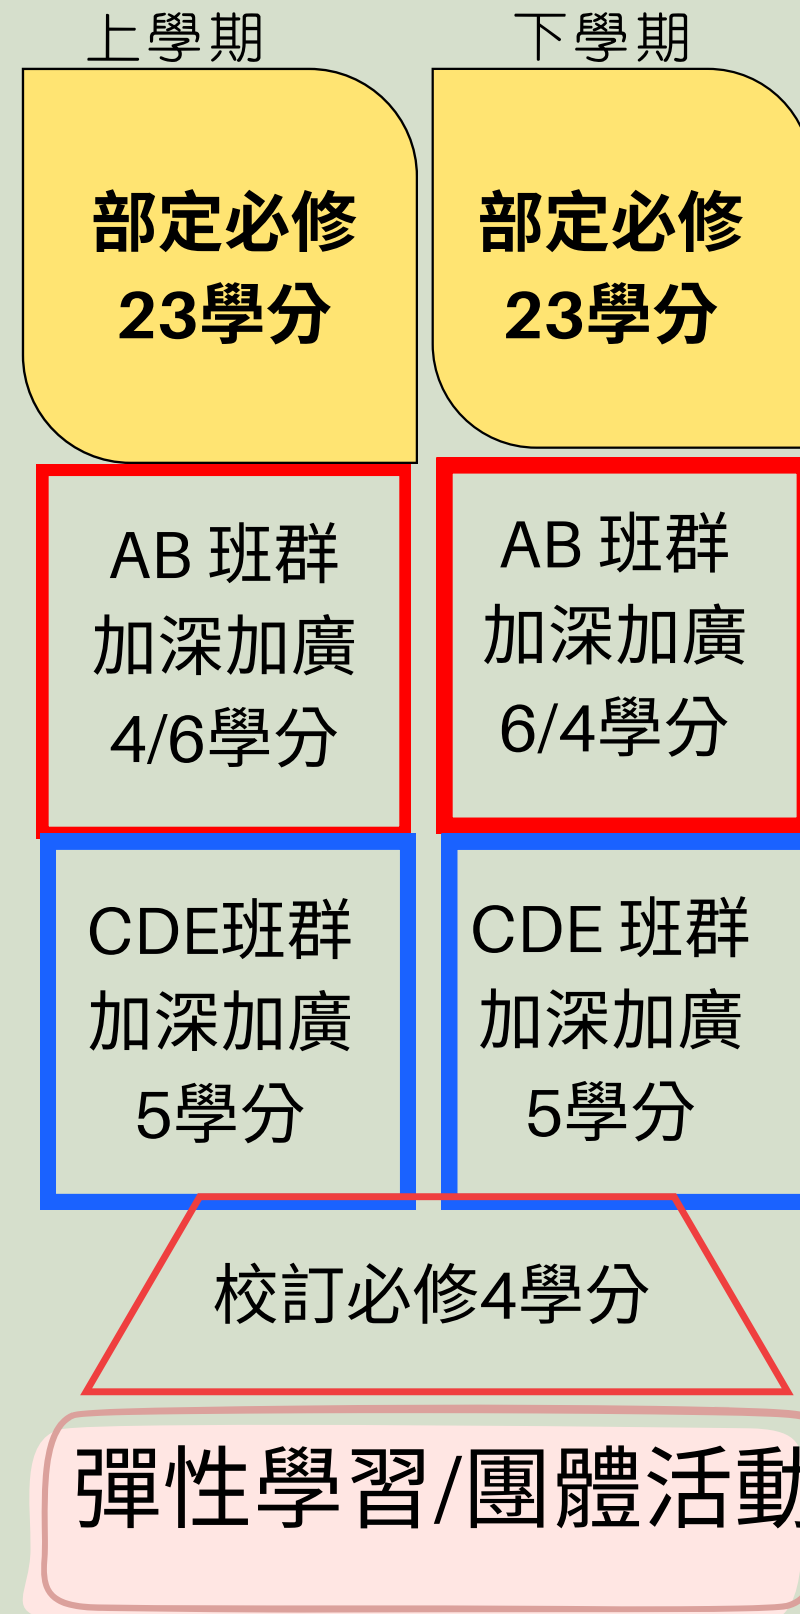 上學期
下學期
部定必修
23學分
部定必修
23學分
AB 班群
加深加廣
4/6學分
AB 班群
加深加廣
6/4學分
CDE班群
加深加廣
5學分
CDE 班群
加深加廣
5學分
校訂必修4學分
彈性學習/團體活動